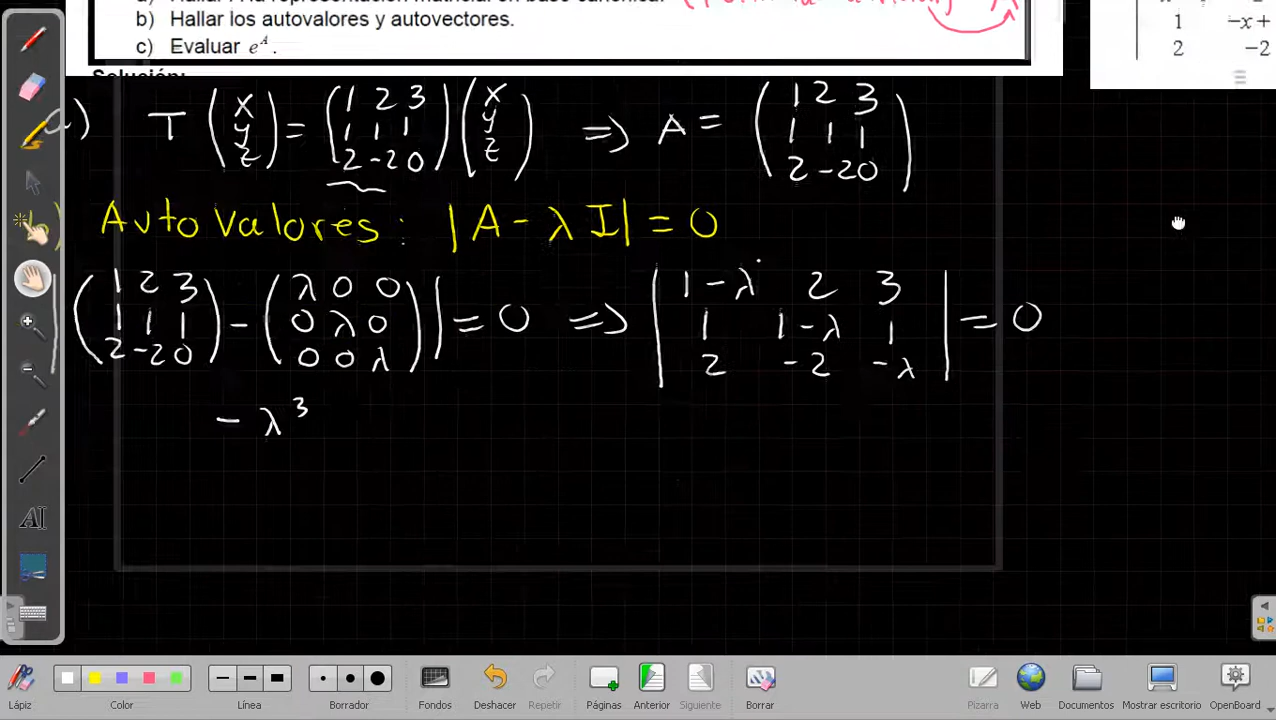 b) Hallar los autovalores y autovectores.
c) Evaluar e^A.
Solución:
1 -x+
2 -2
a) T (x y z) = (1 2 3 1 1 1 2 -2 0) (x y z) => A = (1 2 3 1 1 1 2 -2 0)
b) Autovalores: |A - λI| = 0
(1 2 3 1 1 1 2 -2 0) - (λ 0 0 0 λ 0 0 0 λ)| = 0 => |1-λ 2 3 1 1-λ 1 2 -2 -λ| = 0
-λ^3
Lápiz Color Línea Borrador Fondos Deshacer Repetir Páginas Anterior Siguiente Borrar Pizarra Web Documentos Mostrar escritorio OpenBoard